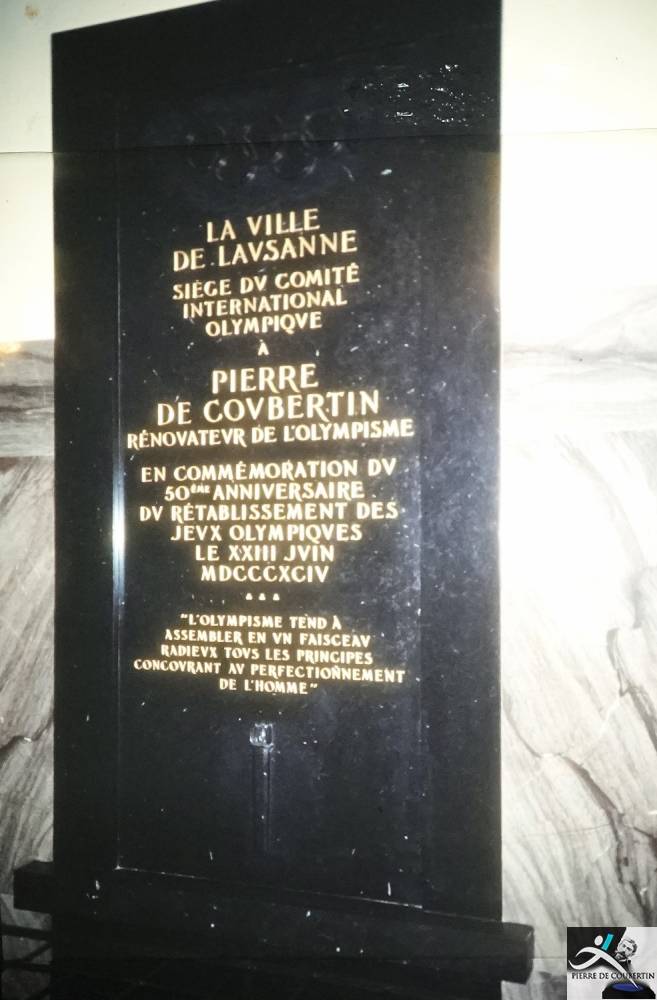 LA VILLE
DE LAVSANNE
SIÈGE DV COMITÉ
INTERNATIONAL
OLYMPIQVE
À
PIERRE
DE COVBERTIN
RÉNOVATEVR DE L'OLYMPISME
EN COMMÉMORATION DV
50ÈME ANNIVERSAIRE
DV RÉTABLISSEMENT DES
JEVX OLYMPIQVES
LE XXIII JVIN
MDCCCXCIV
"L'OLYMPISME TEND À
ASSEMBLER EN VN FAISCEAV
RADIEVX TOVS LES PRINCIPES
CONCOVRANT AV PERFECTIONNEMENT
DE L'HOMME"
PIERRE DE COUBERTIN